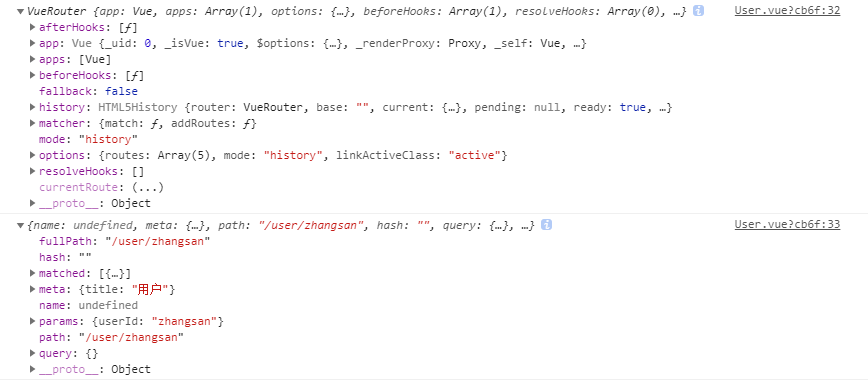 VueRouter {app: Vue, apps: Array(1), options: {…}, beforeHooks: Array(1), resolveHooks: Array(0), …} i User.vue?cb6f:32
afterHooks: [ƒ]
app: Vue {_uid: 0, _isVue: true, $options: {…}, _renderProxy: Proxy, _self: Vue, …}
apps: [Vue]
beforeHooks: [ƒ]
fallback: false
history: HTML5History {router: VueRouter, base: "", current: {…}, pending: null, ready: true, …}
matcher: {match: ƒ, addRoutes: ƒ}
mode: "history"
options: {routes: Array(5), mode: "history", linkActiveClass: "active"}
resolveHooks: []
currentRoute: (...)
__proto__: Object
{name: undefined, meta: {…}, path: "/user/zhangsan", hash: "", query: {…}, …} i User.vue?cb6f:33
fullPath: "/user/zhangsan"
hash: ""
matched: [{…}]
meta: {title: "用户"}
name: undefined
params: {userId: "zhangsan"}
path: "/user/zhangsan"
query: {}
__proto__: Object